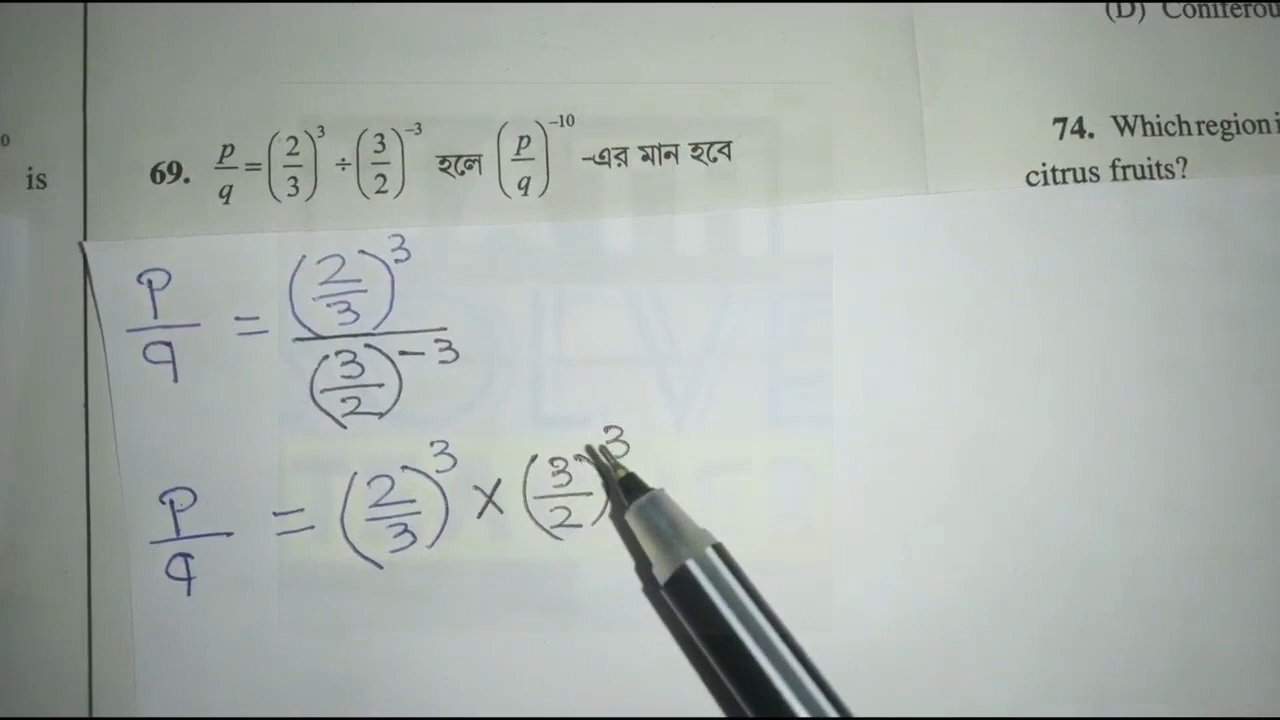 (D) Coniferou
0
is
69. p/q = (2/3)^3 ÷ (3/2)^-3 হলে (p/q)^-10 -এর মান হবে
74. Which region i
citrus fruits?
p/q = (2/3)^3 / (3/2)^-3
p/q = (2/3)^3 × (3/2)^3